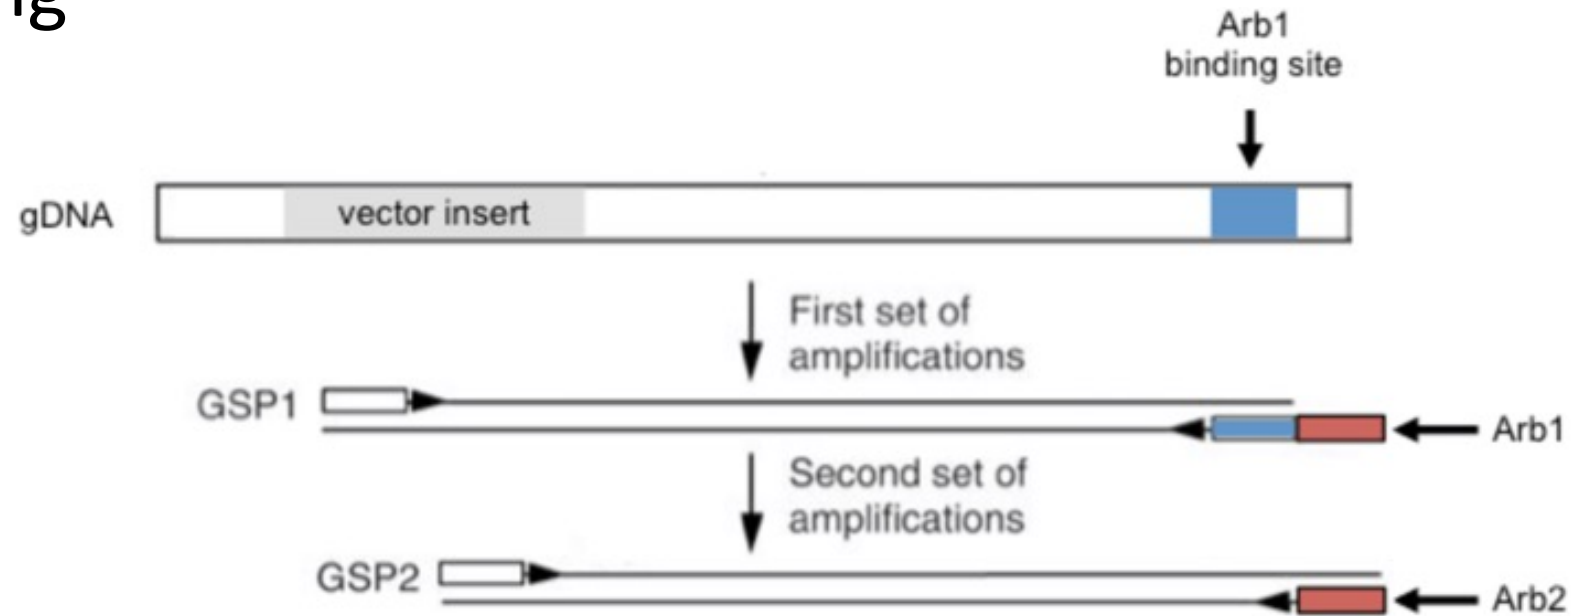 Arb1
binding site
gDNA
vector insert
First set of
amplifications
GSP1
Arb1
Second set of
amplifications
GSP2
Arb2